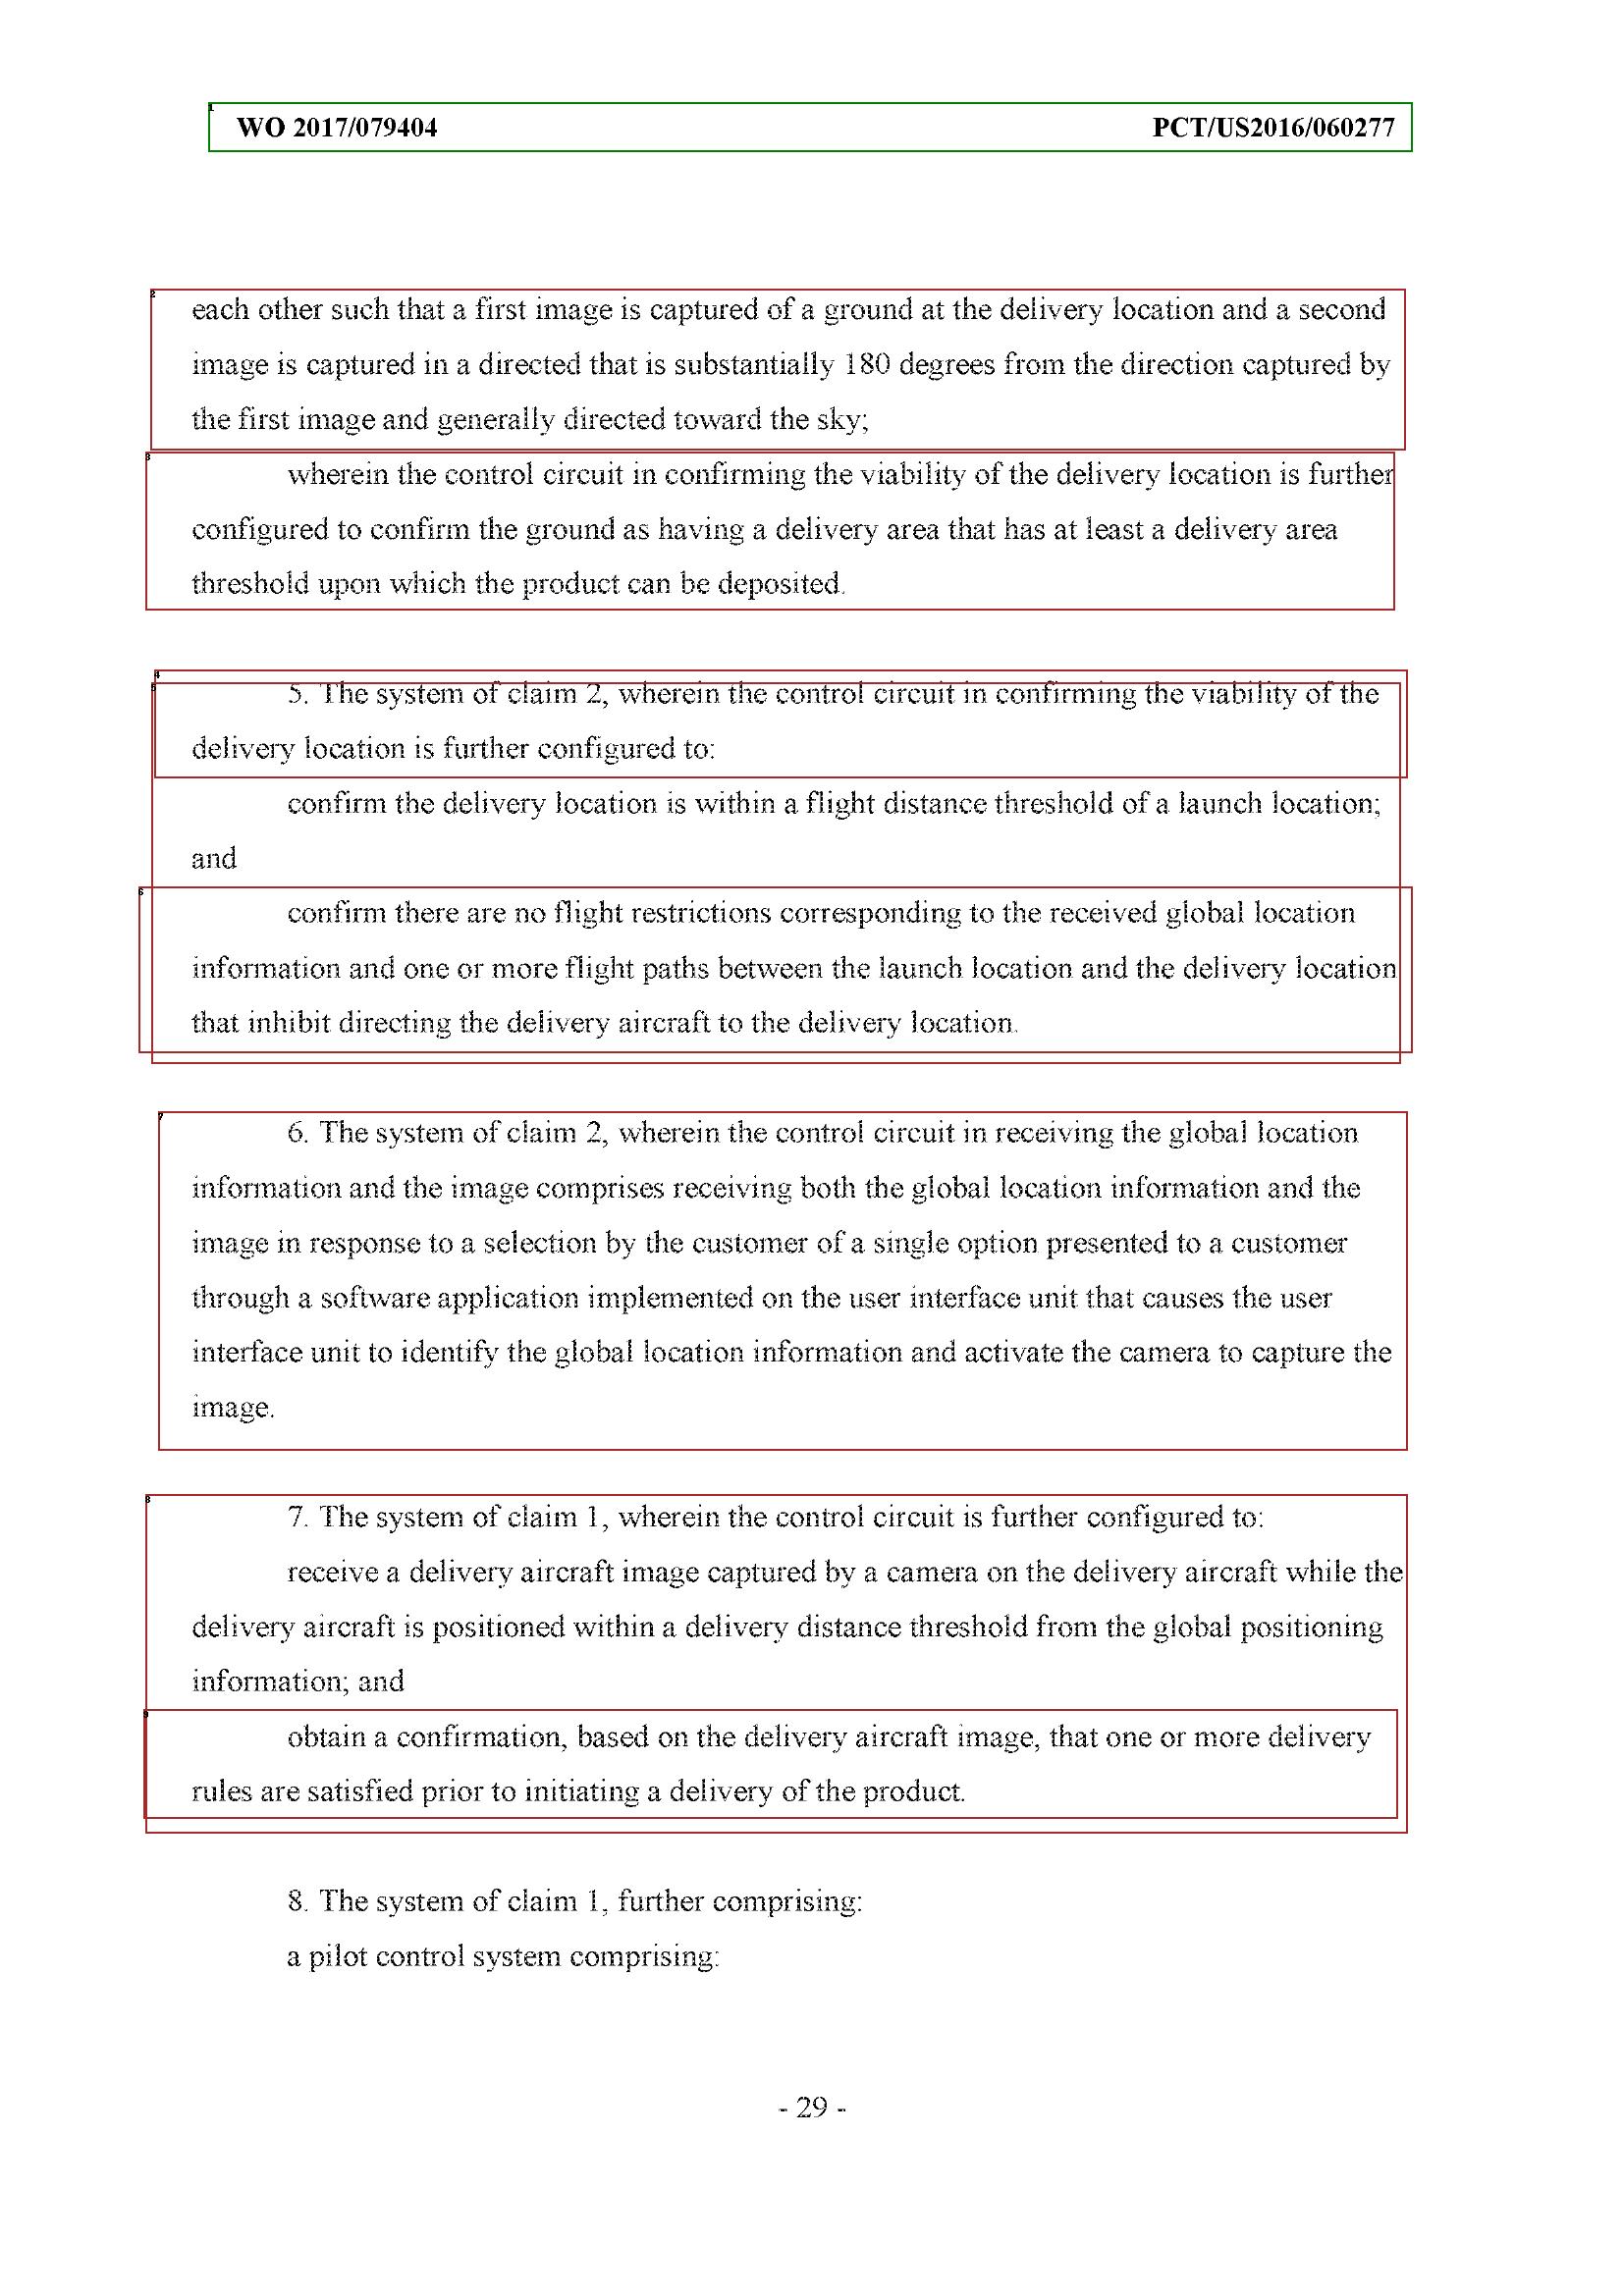 WO 2017/079404 PCT/US2016/060277
each other such that a first image is captured of a ground at the delivery location and a second
image is captured in a directed that is substantially 180 degrees from the direction captured by
the first image and generally directed toward the sky;
wherein the control circuit in confirming the viability of the delivery location is further
configured to confirm the ground as having a delivery area that has at least a delivery area
threshold upon which the product can be deposited.
5. The system of claim 2, wherein the control circuit in confirming the viability of the
delivery location is further configured to:
confirm the delivery location is within a flight distance threshold of a launch location;
and
confirm there are no flight restrictions corresponding to the received global location
information and one or more flight paths between the launch location and the delivery location
that inhibit directing the delivery aircraft to the delivery location.
6. The system of claim 2, wherein the control circuit in receiving the global location
information and the image comprises receiving both the global location information and the
image in response to a selection by the customer of a single option presented to a customer
through a software application implemented on the user interface unit that causes the user
interface unit to identify the global location information and activate the camera to capture the
image.
7. The system of claim 1, wherein the control circuit is further configured to:
receive a delivery aircraft image captured by a camera on the delivery aircraft while the
delivery aircraft is positioned within a delivery distance threshold from the global positioning
information; and
obtain a confirmation, based on the delivery aircraft image, that one or more delivery
rules are satisfied prior to initiating a delivery of the product.
8. The system of claim 1, further comprising:
a pilot control system comprising:
- 29 -